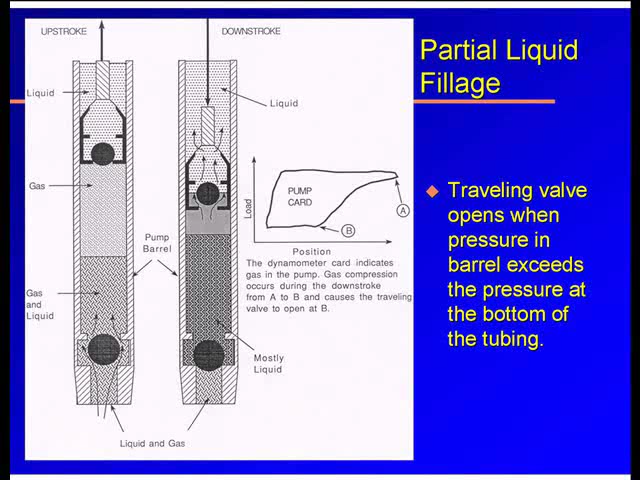 UPSTROKE
DOWNSTROKE
Liquid
Liquid
Gas
Gas
and
Liquid
Pump
Barrel
Mostly
Liquid
Liquid and Gas
Load
PUMP
CARD
A
B
Position
The dynamometer card indicates
gas in the pump. Gas compression
occurs during the downstroke
from A to B and causes the traveling
valve to open at B.
Partial Liquid
Fillage
Traveling valve
opens when
pressure in
barrel exceeds
the pressure at
the bottom of
the tubing.